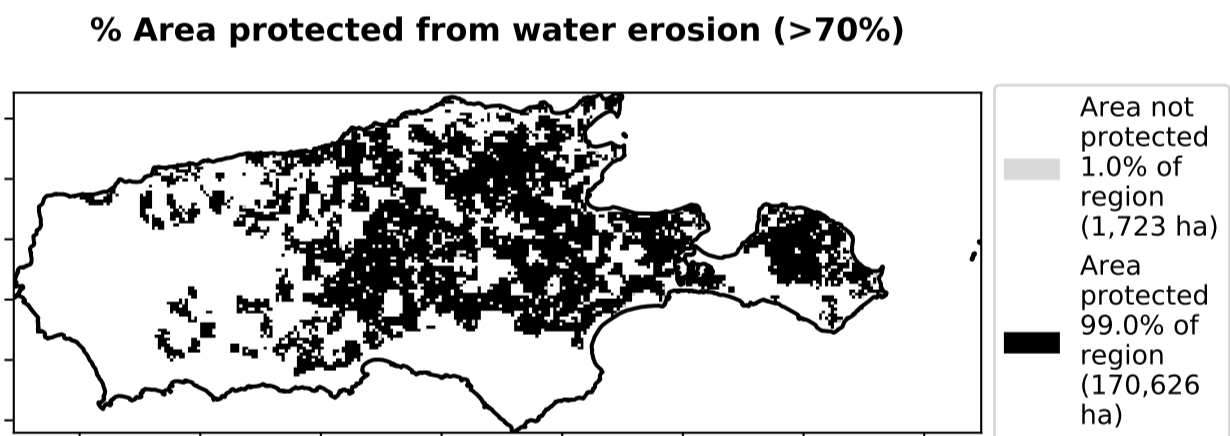 % Area protected from water erosion (>70%)
Area not
protected
1.0% of
region
(1,723 ha)
Area
protected
99.0% of
region
(170,626
ha)